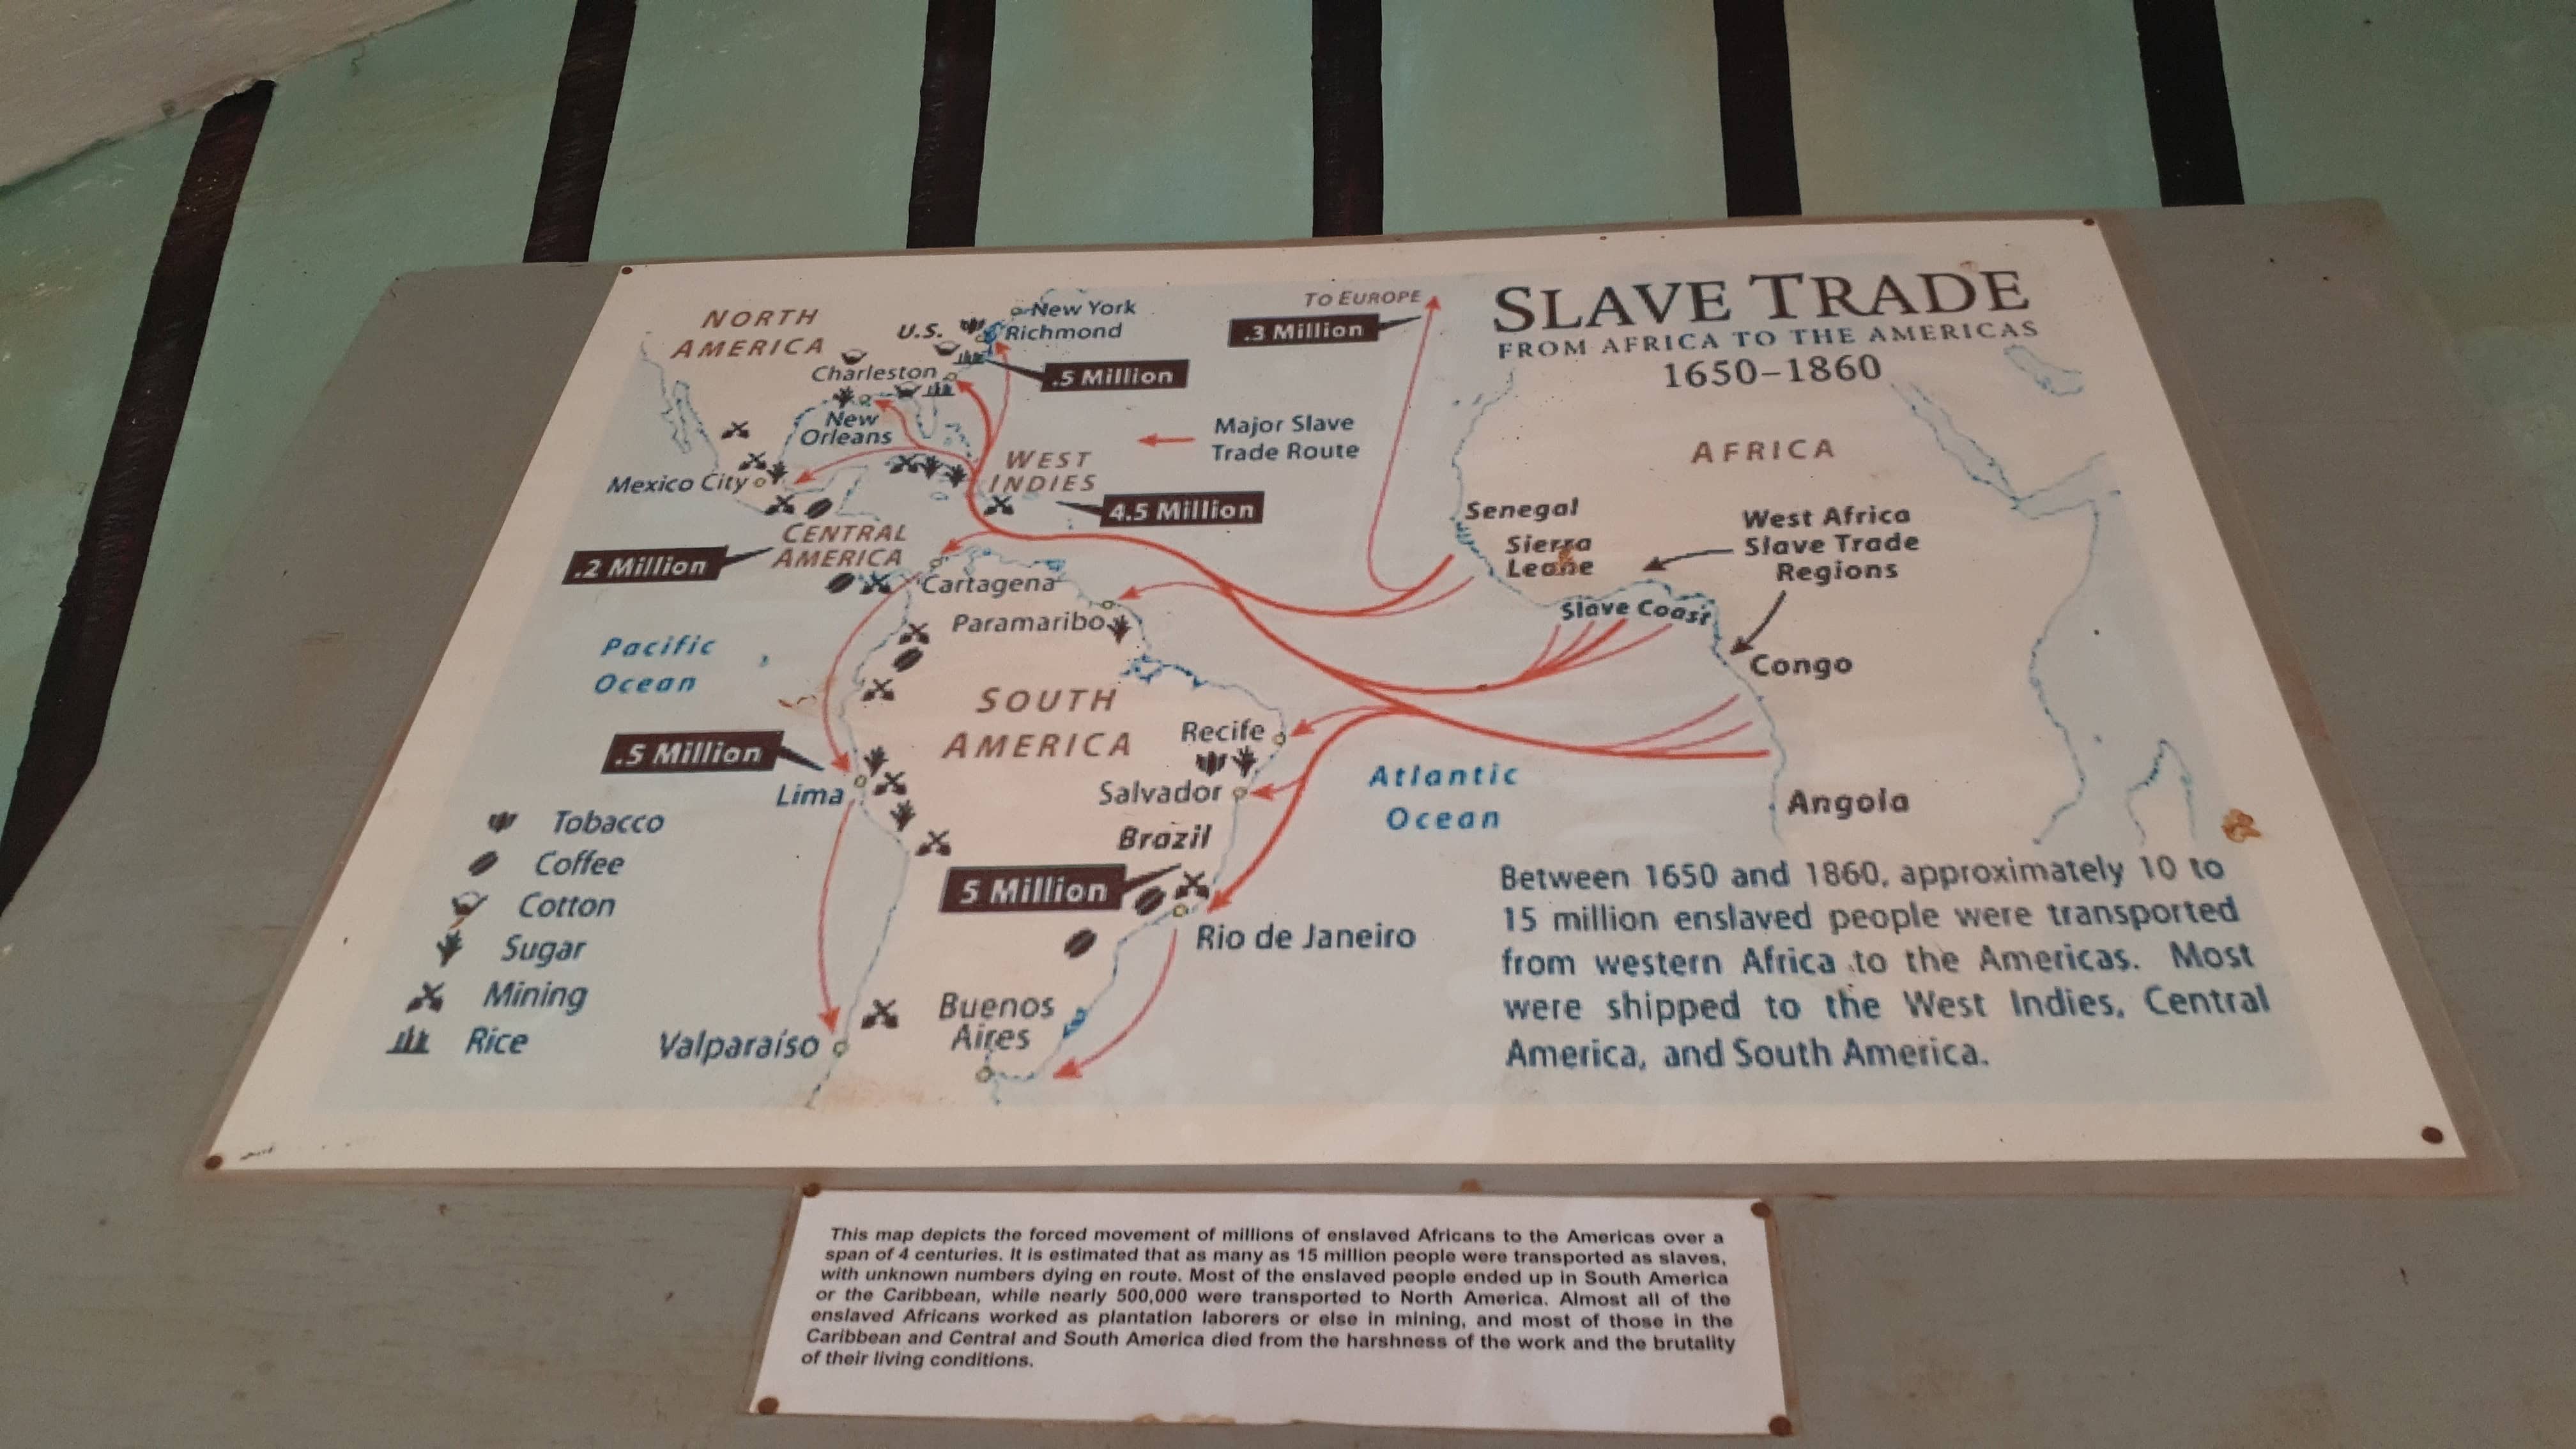 SLAVE TRADE
FROM AFRICA TO THE AMERICAS
1650–1860
NORTH
AMERICA
U.S.
New York
Richmond
TO EUROPE
.3 Million
.5 Million
Charleston
New
Orleans
Major Slave
Trade Route
WEST
INDIES
4.5 Million
Mexico City
CENTRAL
AMERICA
.2 Million
Cartagena
Paramaribo
AFRICA
Senegal
Sierra
Leone
West Africa
Slave Trade
Regions
Slave Coast
Congo
Angola
Pacific
Ocean
SOUTH
AMERICA
Recife
.5 Million
Lima
Salvador
Brazil
5 Million
Atlantic
Ocean
Rio de Janeiro
Buenos
Aires
Valparaíso
Tobacco
Coffee
Cotton
Sugar
Mining
Rice
Between 1650 and 1860, approximately 10 to
15 million enslaved people were transported
from western Africa to the Americas. Most
were shipped to the West Indies, Central
America, and South America.
This map depicts the forced movement of millions of enslaved Africans to the Americas over a
span of 4 centuries. It is estimated that as many as 15 million people were transported as slaves,
with unknown numbers dying en route. Most of the enslaved people ended up in South America
or the Caribbean, while nearly 500,000 were transported to North America. Almost all of the
enslaved Africans worked as plantation laborers or else in mining, and most of those in the
Caribbean and Central and South America died from the harshness of the work and the brutality
of their living conditions.